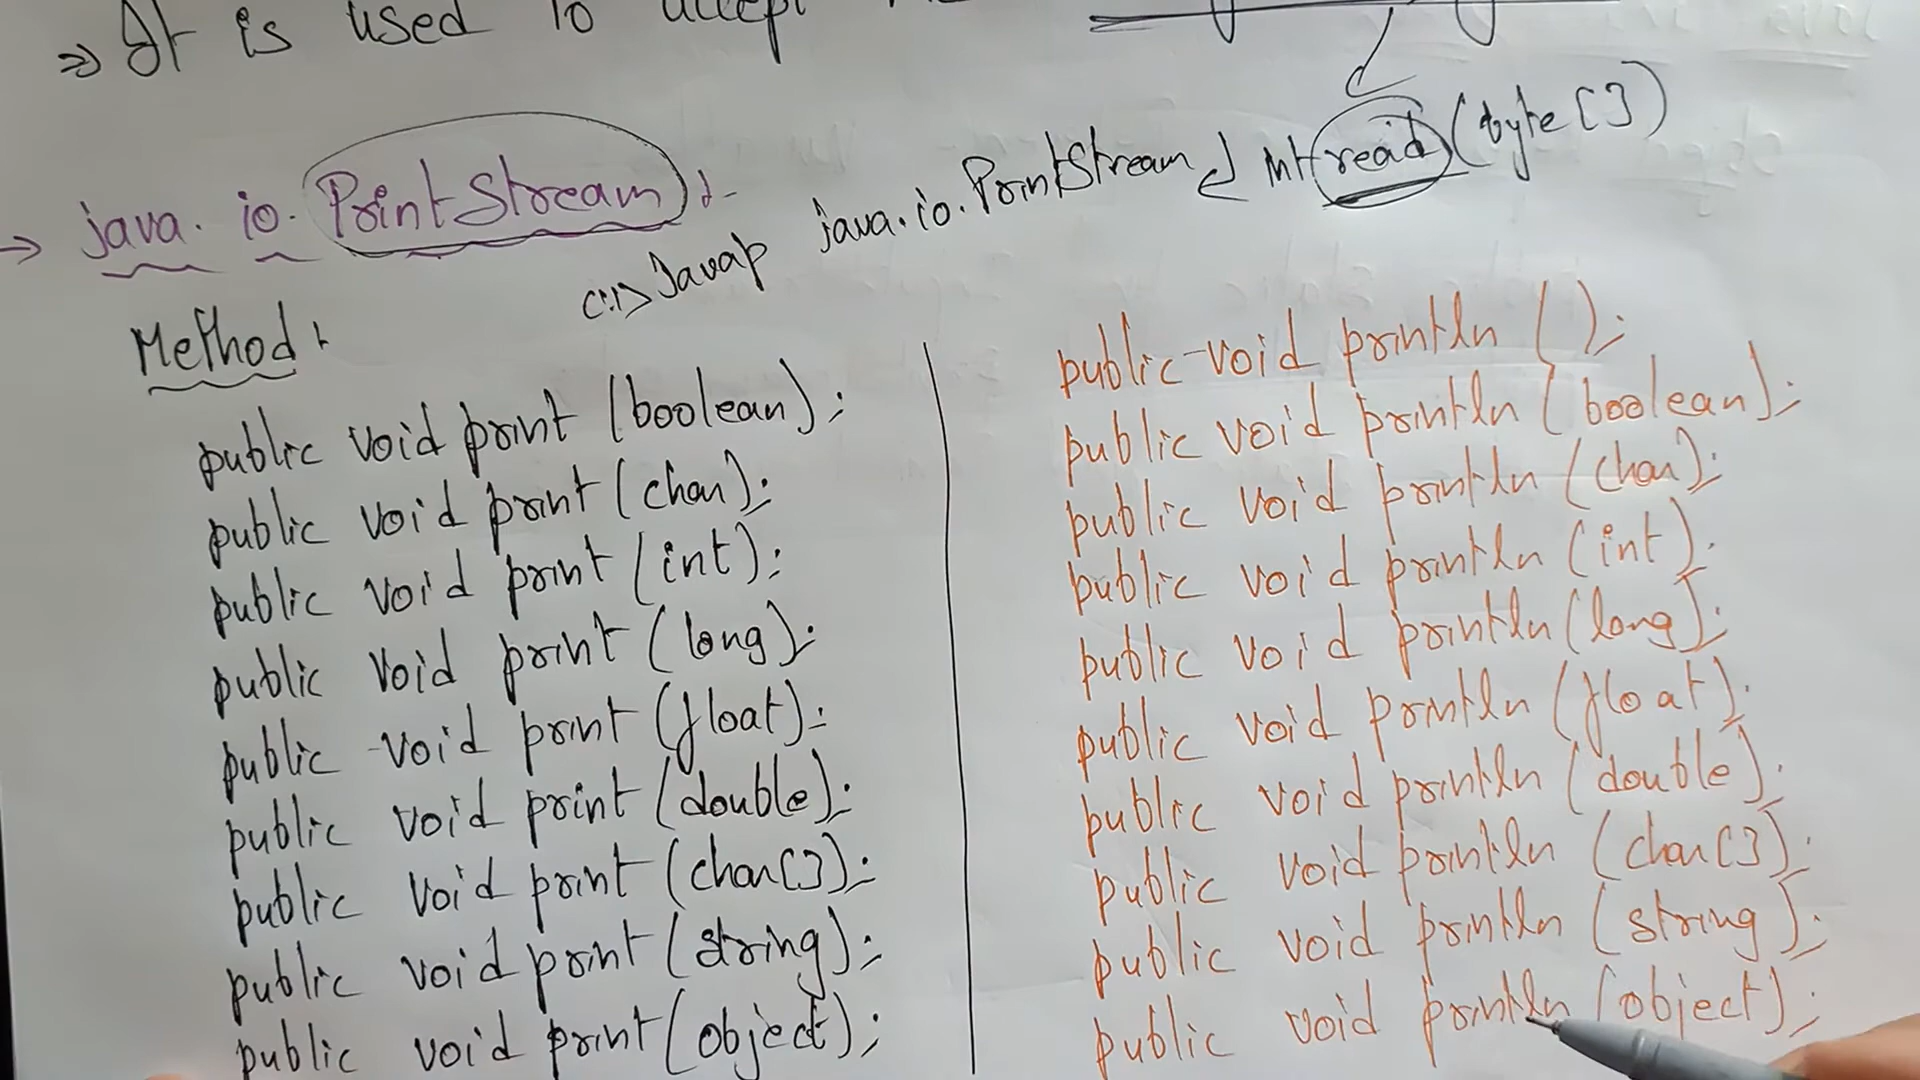 => It is used to accept
int read (byte[])
→ java.io.PrintStream :-
C:\> Javap java.io.PrintStream ↲
Method :
public void print (boolean);
public void print (char);
public void print (int);
public void print (long);
public void print (float);
public void print (double);
public void print (char[]);
public void print (string);
public void print (object);
public void println ( );
public void println (boolean);
public void println (char);
public void println (int);
public void println (long);
public void println (float);
public void println (double);
public void println (char[]);
public void println (string);
public void println (object);